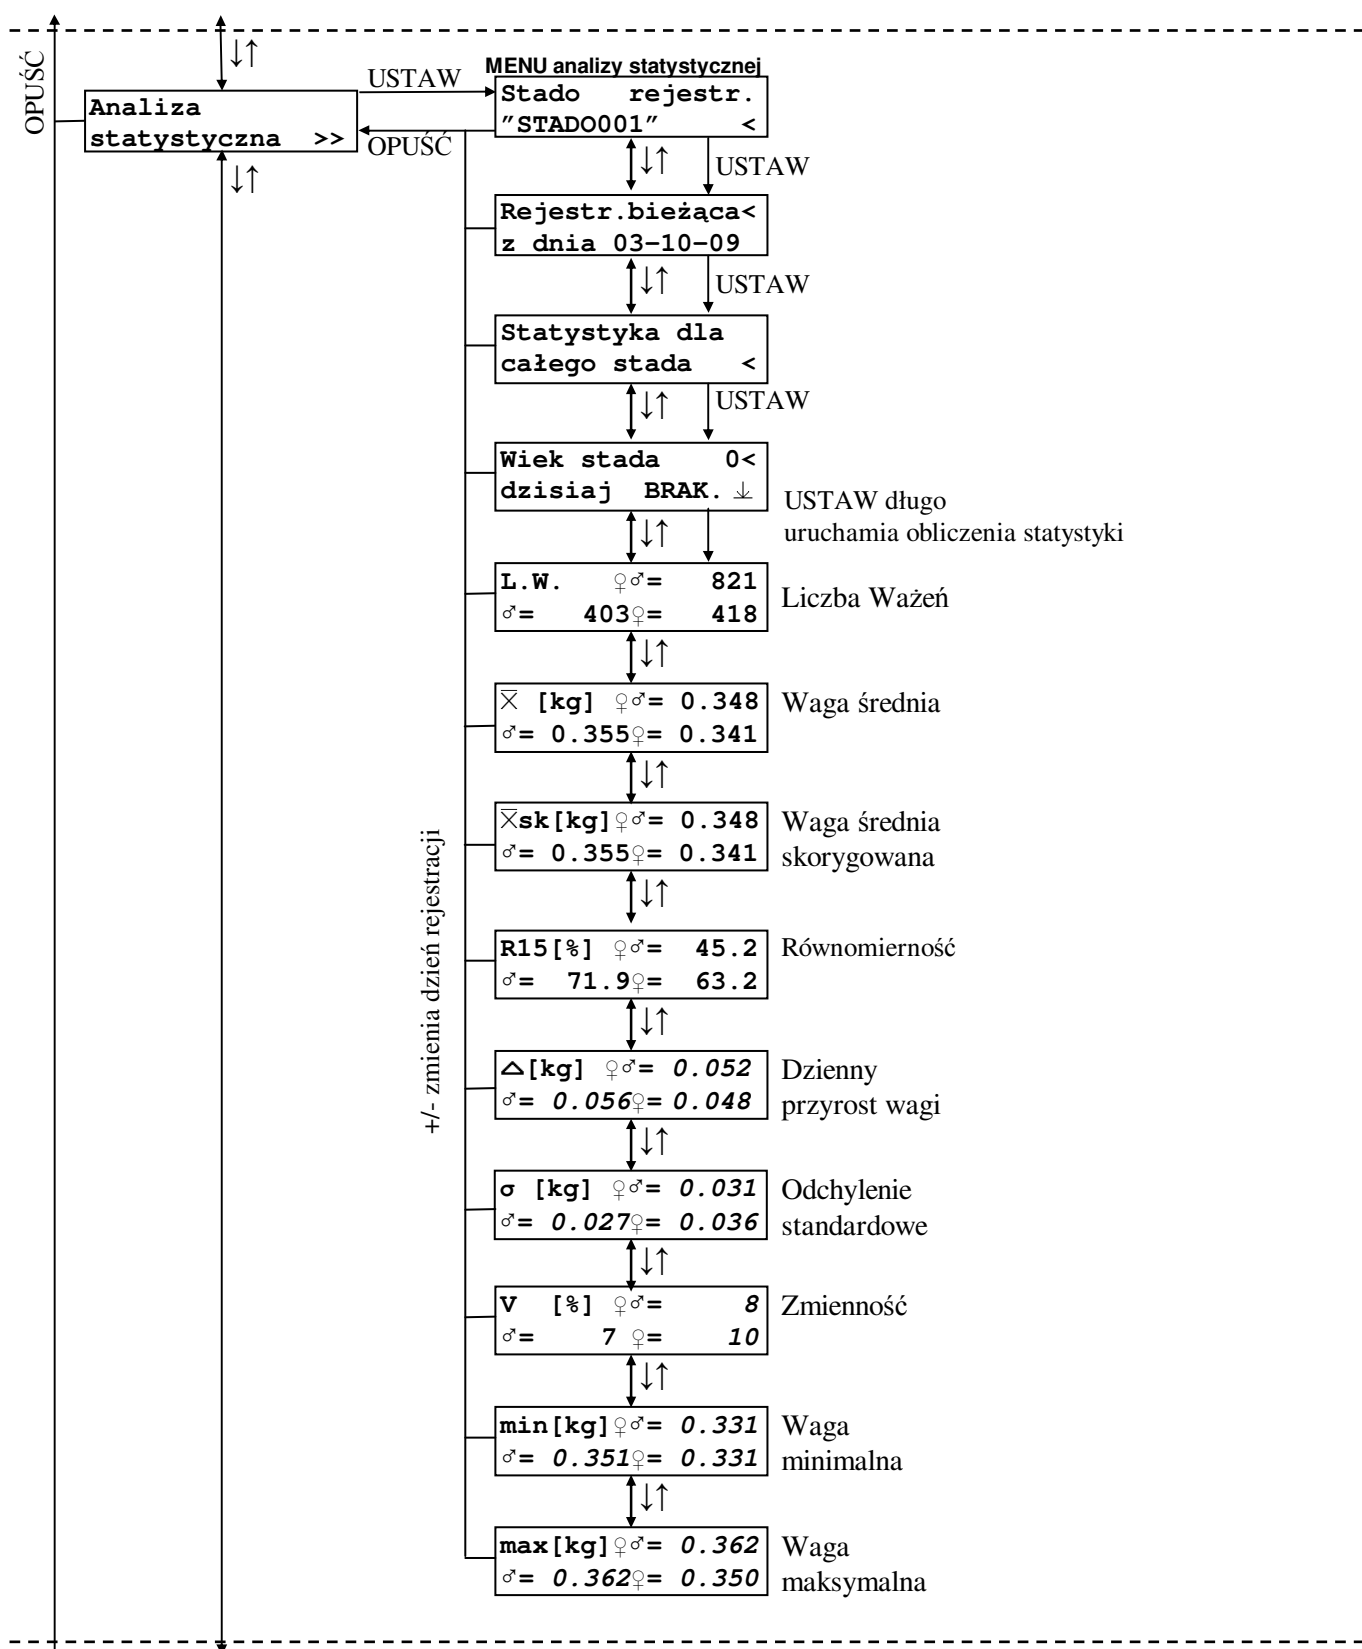 OPUŚĆ
↓↑
MENU analizy statystycznej
USTAW
Analiza
statystyczna >>
OPUŚĆ
↓↑
Stado rejestr.
"STADO001" <
↓↑ USTAW
Rejestr.bieżąca<
z dnia 03-10-09
↓↑ USTAW
Statystyka dla
całego stada <
↓↑ USTAW
Wiek stada 0<
dzisiaj BRAK. ↓
USTAW długo
uruchamia obliczenia statystyki
↓↑
L.W. ♀♂= 821
♂= 403♀= 418
Liczba Ważeń
↓↑
X̅ [kg] ♀♂= 0.348
♂= 0.355♀= 0.341
Waga średnia
↓↑
X̅sk[kg]♀♂= 0.348
♂= 0.355♀= 0.341
Waga średnia
skorygowana
↓↑
+/- zmienia dzień rejestracji
R15[%] ♀♂= 45.2
♂= 71.9♀= 63.2
Równomierność
↓↑
△[kg] ♀♂= 0.052
♂= 0.056♀= 0.048
Dzienny
przyrost wagi
↓↑
σ [kg] ♀♂= 0.031
♂= 0.027♀= 0.036
Odchylenie
standardowe
↓↑
V [%] ♀♂= 8
♂= 7 ♀= 10
Zmienność
↓↑
min[kg]♀♂= 0.331
♂= 0.351♀= 0.331
Waga
minimalna
↓↑
max[kg]♀♂= 0.362
♂= 0.362♀= 0.350
Waga
maksymalna